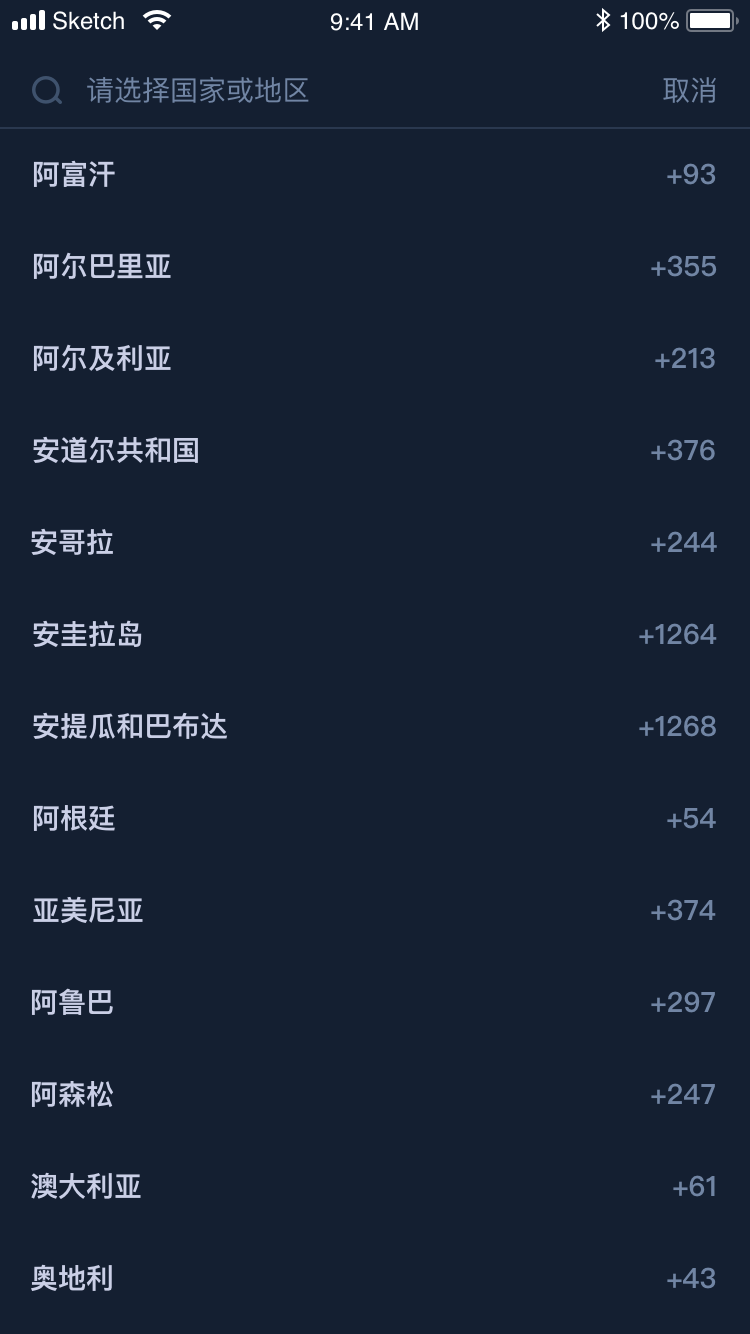 Sketch 9:41 AM 100%
请选择国家或地区 取消
阿富汗 +93
阿尔巴里亚 +355
阿尔及利亚 +213
安道尔共和国 +376
安哥拉 +244
安圭拉岛 +1264
安提瓜和巴布达 +1268
阿根廷 +54
亚美尼亚 +374
阿鲁巴 +297
阿森松 +247
澳大利亚 +61
奥地利 +43